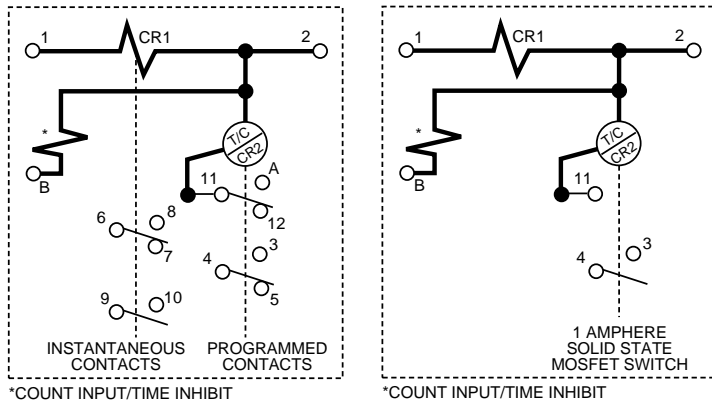 1
CR1
2
*
B
T/C
CR2
11
A
12
6
8
7
3
4
5
9
10
INSTANTANEOUS
CONTACTS
PROGRAMMED
CONTACTS
*COUNT INPUT/TIME INHIBIT
1
CR1
2
*
B
T/C
CR2
11
3
4
1 AMPHERE
SOLID STATE
MOSFET SWITCH
*COUNT INPUT/TIME INHIBIT